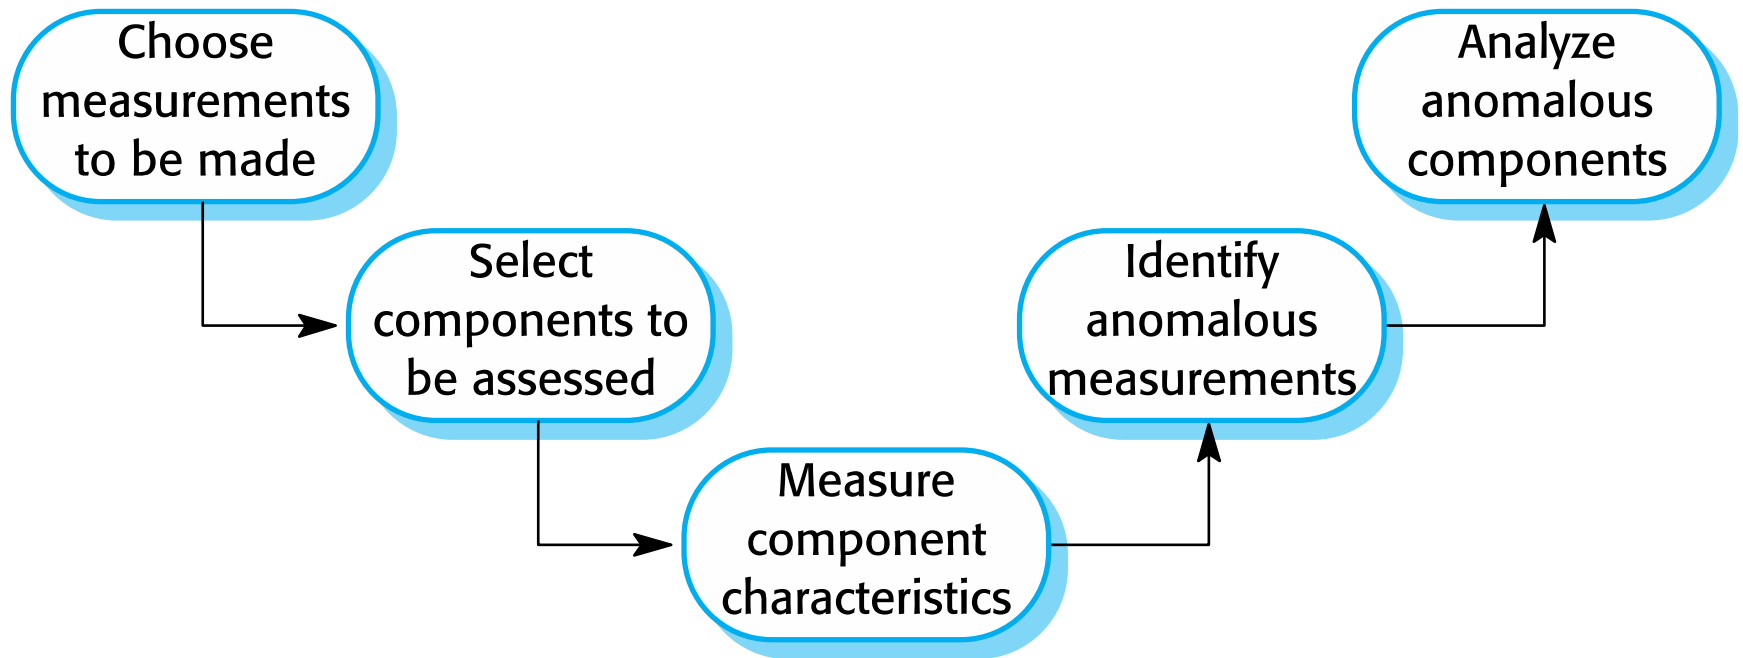 Choose
measurements
to be made
Select
components to
be assessed
Measure
component
characteristics
Identify
anomalous
measurements
Analyze
anomalous
components